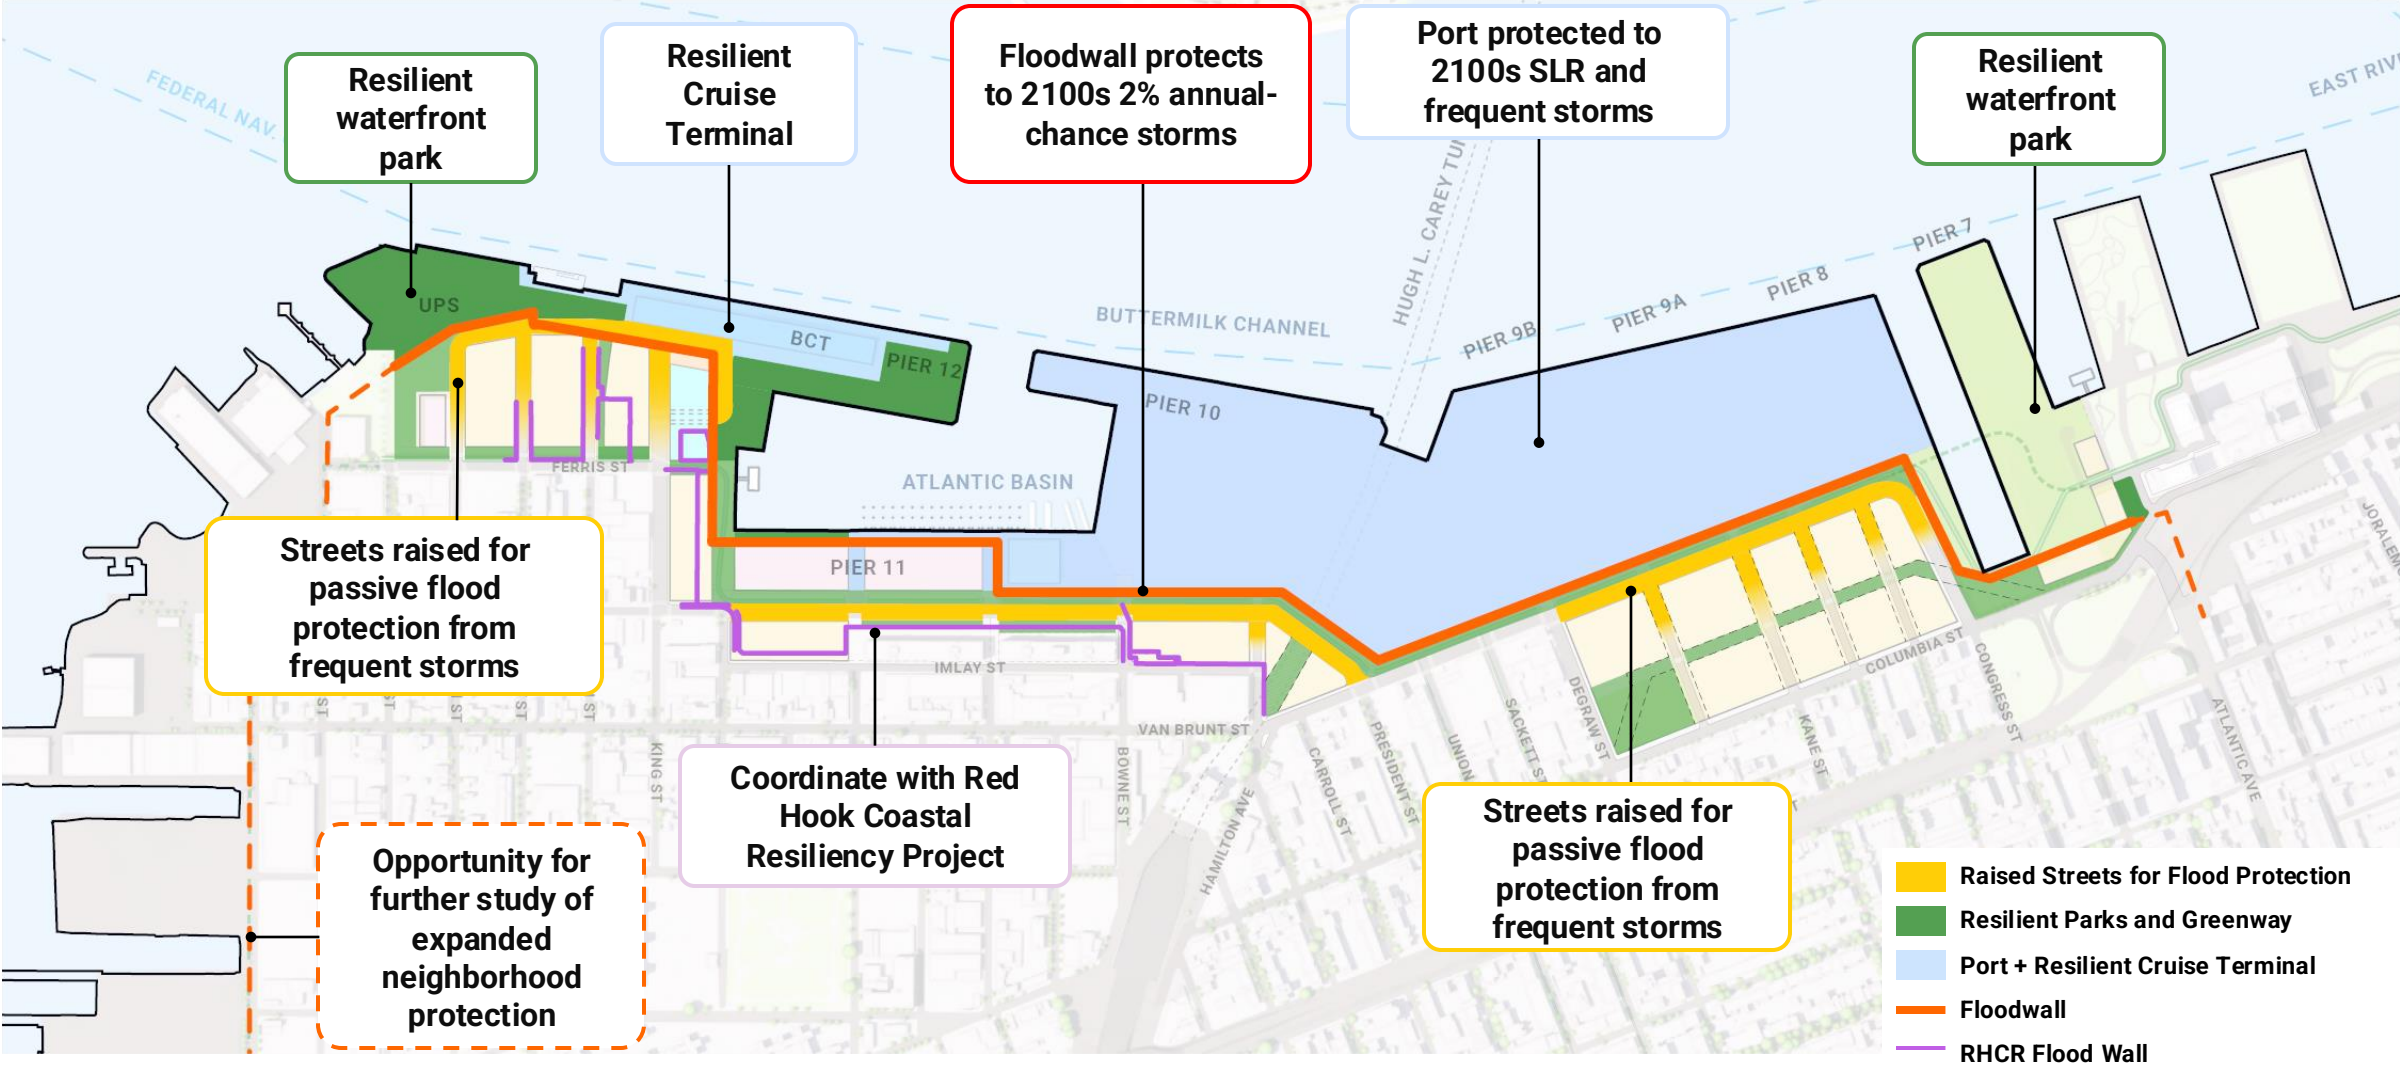 Resilient
waterfront
park
Resilient
Cruise
Terminal
Floodwall protects
to 2100s 2% annual-
chance storms
Port protected to
2100s SLR and
frequent storms
Resilient
waterfront
park
FEDERAL NAV.
EAST RIV
HUGH L. CAREY TU
BUTTERMILK CHANNEL
PIER 7
PIER 8
PIER 9A
PIER 9B
UPS
BCT
PIER 12
PIER 10
ATLANTIC BASIN
FERRIS ST
PIER 11
IMLAY ST
VAN BRUNT ST
Streets raised for
passive flood
protection from
frequent storms
ST
ST
ST
ST
ST
KING ST
BOWNE ST
HAMILTON AVE
CARROLL ST
PRESIDENT ST
UNION
SACKETT ST
DEGRAW ST
KANE ST
COLUMBIA ST
CONGRESS ST
ATLANTIC AVE
JORALEM
Coordinate with Red
Hook Coastal
Resiliency Project
Opportunity for
further study of
expanded
neighborhood
protection
Streets raised for
passive flood
protection from
frequent storms
Raised Streets for Flood Protection
Resilient Parks and Greenway
Port + Resilient Cruise Terminal
Floodwall
RHCR Flood Wall